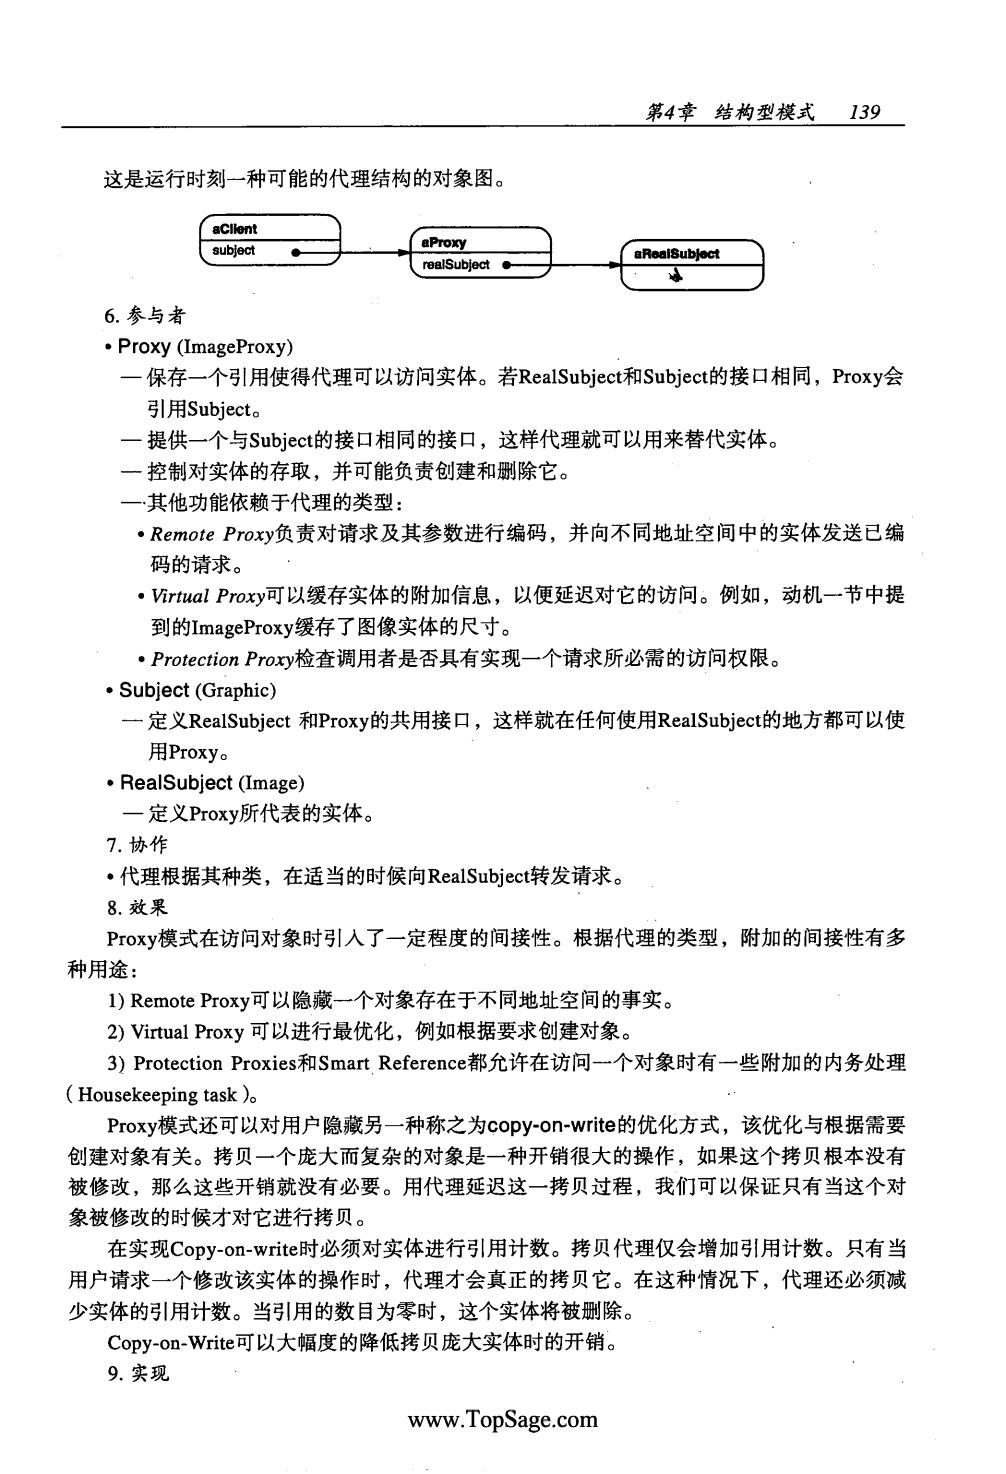 第4章 结构型模式 139
这是运行时刻一种可能的代理结构的对象图。
aClient
subject
aProxy
realSubject
aRealSubject
6. 参与者
• Proxy (ImageProxy)
— 保存一个引用使得代理可以访问实体。若RealSubject和Subject的接口相同，Proxy会
引用Subject。
— 提供一个与Subject的接口相同的接口，这样代理就可以用来替代实体。
— 控制对实体的存取，并可能负责创建和删除它。
— 其他功能依赖于代理的类型：
• Remote Proxy负责对请求及其参数进行编码，并向不同地址空间中的实体发送已编
码的请求。
• Virtual Proxy可以缓存实体的附加信息，以便延迟对它的访问。例如，动机一节中提
到的ImageProxy缓存了图像实体的尺寸。
• Protection Proxy检查调用者是否具有实现一个请求所必需的访问权限。
• Subject (Graphic)
— 定义RealSubject 和Proxy的共用接口，这样就在任何使用RealSubject的地方都可以使
用Proxy。
• RealSubject (Image)
— 定义Proxy所代表的实体。
7. 协作
• 代理根据其种类，在适当的时候向RealSubject转发请求。
8. 效果
Proxy模式在访问对象时引入了一定程度的间接性。根据代理的类型，附加的间接性有多
种用途：
1) Remote Proxy可以隐藏一个对象存在于不同地址空间的事实。
2) Virtual Proxy 可以进行最优化，例如根据要求创建对象。
3) Protection Proxies和Smart Reference都允许在访问一个对象时有一些附加的内务处理
（Housekeeping task）。
Proxy模式还可以对用户隐藏另一种称之为copy-on-write的优化方式，该优化与根据需要
创建对象有关。拷贝一个庞大而复杂的对象是一种开销很大的操作，如果这个拷贝根本没有
被修改，那么这些开销就没有必要。用代理延迟这一拷贝过程，我们可以保证只有当这个对
象被修改的时候才对它进行拷贝。
在实现Copy-on-write时必须对实体进行引用计数。拷贝代理仅会增加引用计数。只有当
用户请求一个修改该实体的操作时，代理才会真正的拷贝它。在这种情况下，代理还必须减
少实体的引用计数。当引用的数目为零时，这个实体将被删除。
Copy-on-Write可以大幅度的降低拷贝庞大实体时的开销。
9. 实现
www.TopSage.com